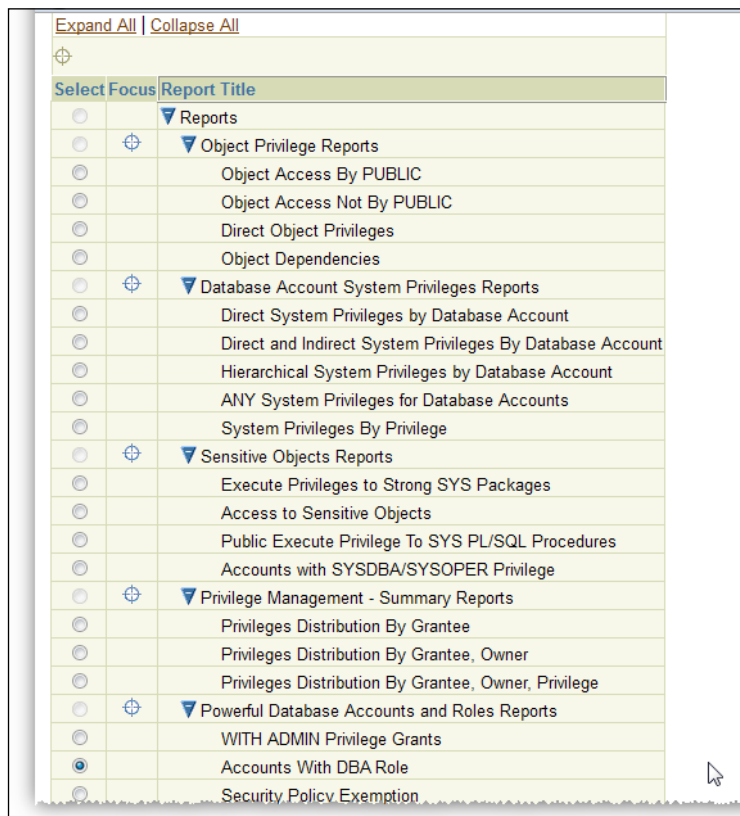 Expand All | Collapse All
Select Focus Report Title
Reports
Object Privilege Reports
Object Access By PUBLIC
Object Access Not By PUBLIC
Direct Object Privileges
Object Dependencies
Database Account System Privileges Reports
Direct System Privileges by Database Account
Direct and Indirect System Privileges By Database Account
Hierarchical System Privileges by Database Account
ANY System Privileges for Database Accounts
System Privileges By Privilege
Sensitive Objects Reports
Execute Privileges to Strong SYS Packages
Access to Sensitive Objects
Public Execute Privilege To SYS PL/SQL Procedures
Accounts with SYSDBA/SYSOPER Privilege
Privilege Management - Summary Reports
Privileges Distribution By Grantee
Privileges Distribution By Grantee, Owner
Privileges Distribution By Grantee, Owner, Privilege
Powerful Database Accounts and Roles Reports
WITH ADMIN Privilege Grants
Accounts With DBA Role
Security Policy Exemption